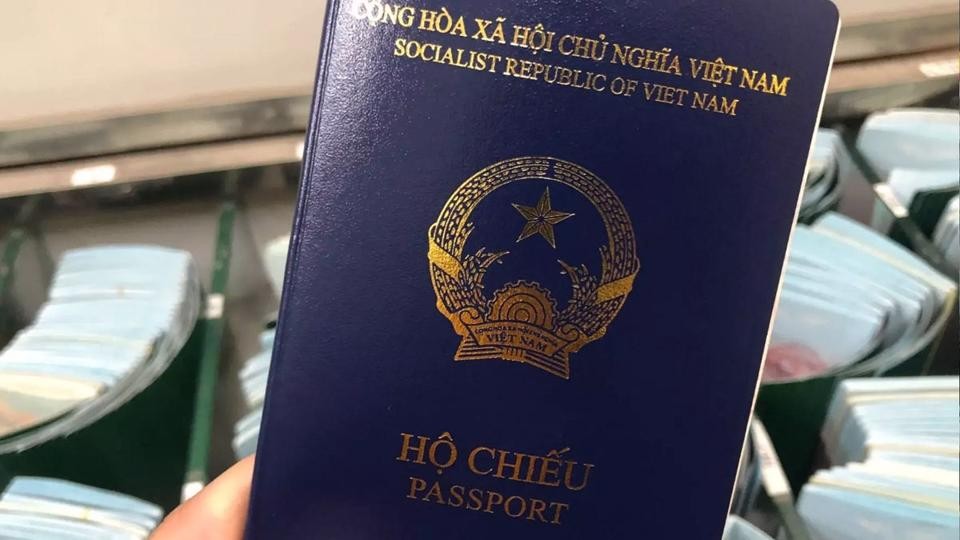 CỘNG HÒA XÃ HỘI CHỦ NGHĨA VIỆT NAM
SOCIALIST REPUBLIC OF VIET NAM
VIỆT NAM
HỘ CHIẾU
PASSPORT